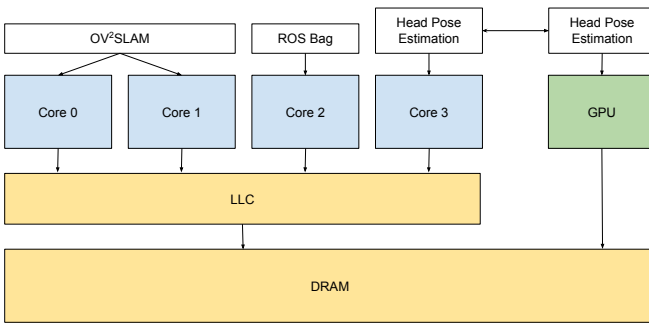 OV²SLAM
ROS Bag
Head Pose
Estimation
Head Pose
Estimation
Core 0
Core 1
Core 2
Core 3
GPU
LLC
DRAM